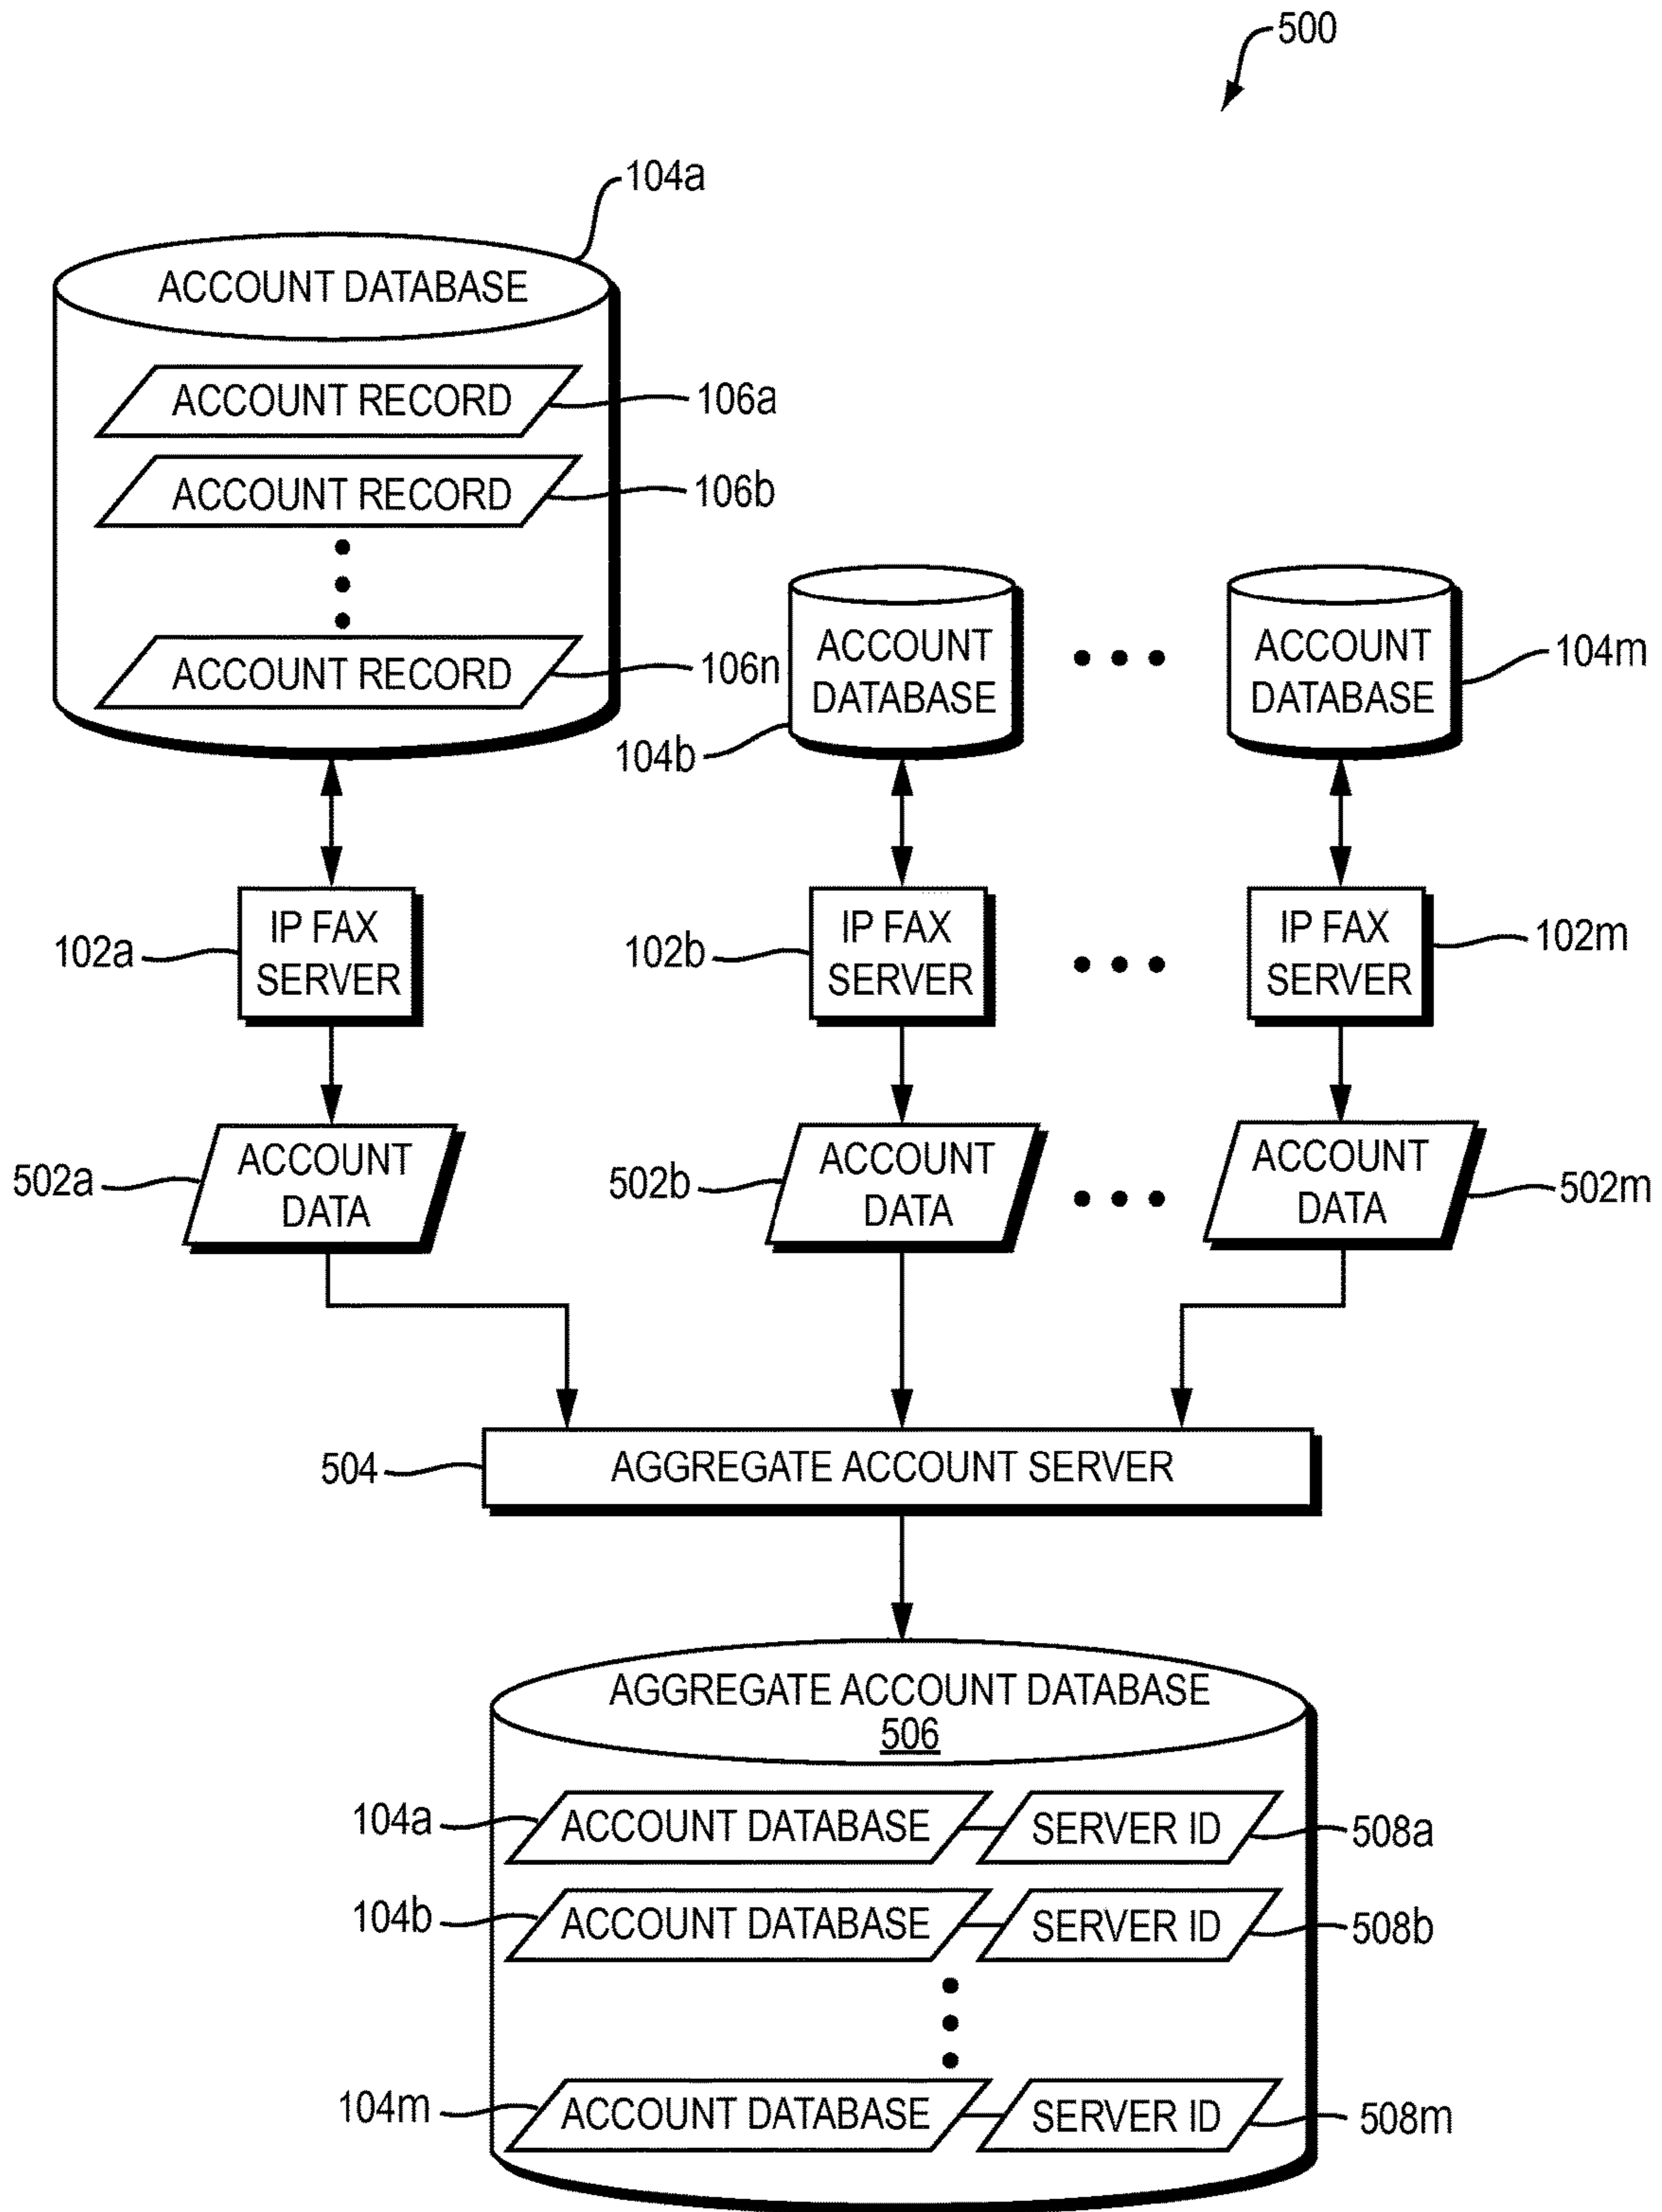 500
104a
ACCOUNT DATABASE
ACCOUNT RECORD
106a
ACCOUNT RECORD
106b
ACCOUNT RECORD
106n
ACCOUNT
DATABASE
104b
ACCOUNT
DATABASE
104m
102a
IP FAX
SERVER
102b
IP FAX
SERVER
IP FAX
SERVER
102m
502a
ACCOUNT
DATA
502b
ACCOUNT
DATA
ACCOUNT
DATA
502m
504
AGGREGATE ACCOUNT SERVER
AGGREGATE ACCOUNT DATABASE
506
104a
ACCOUNT DATABASE
SERVER ID
508a
104b
ACCOUNT DATABASE
SERVER ID
508b
104m
ACCOUNT DATABASE
SERVER ID
508m